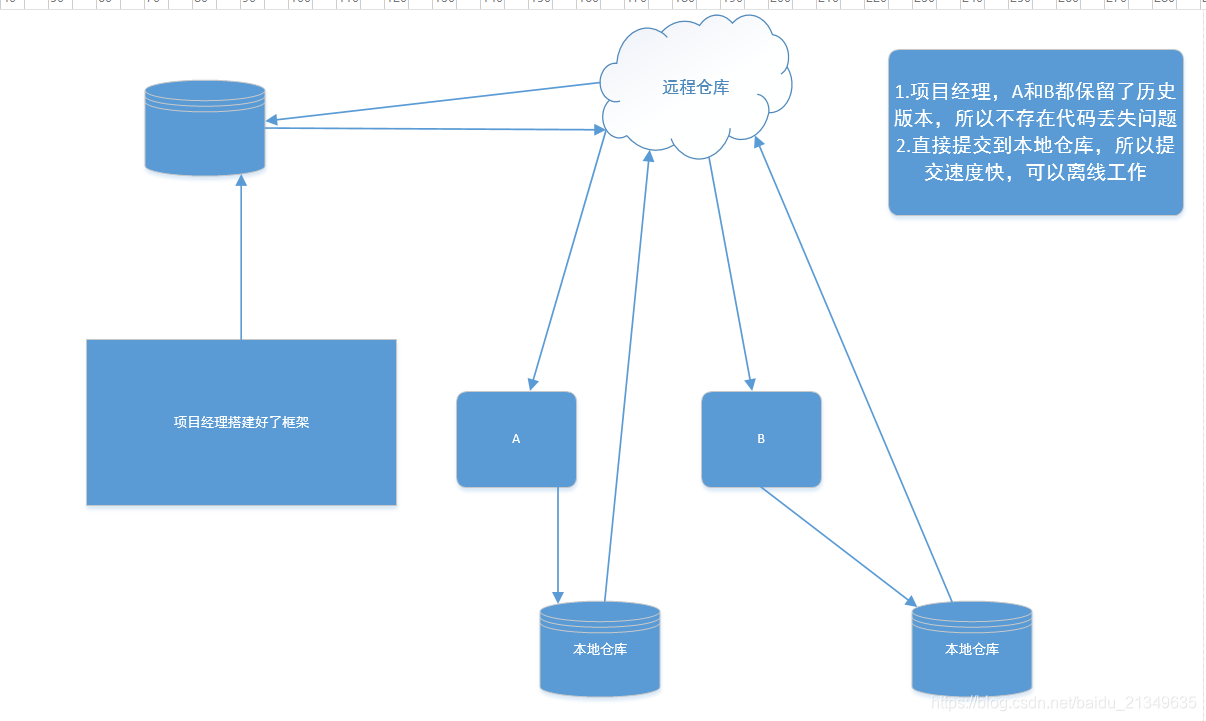 远程仓库
1.项目经理，A和B都保留了历史
版本，所以不存在代码丢失问题
2.直接提交到本地仓库，所以提
交速度快，可以离线工作
项目经理搭建好了框架
A
B
本地仓库
本地仓库
https://blog.csdn.net/baidu_21349635